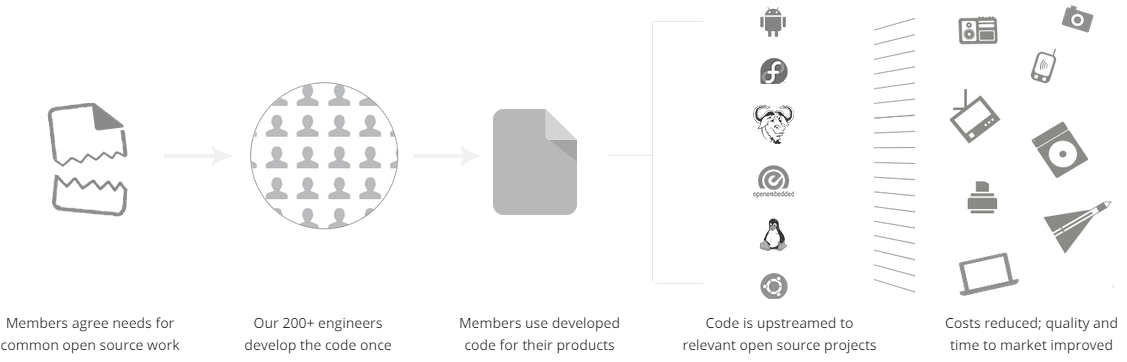 openembedded
Members agree needs for
common open source work
Our 200+ engineers
develop the code once
Members use developed
code for their products
Code is upstreamed to
relevant open source projects
Costs reduced; quality and
time to market improved